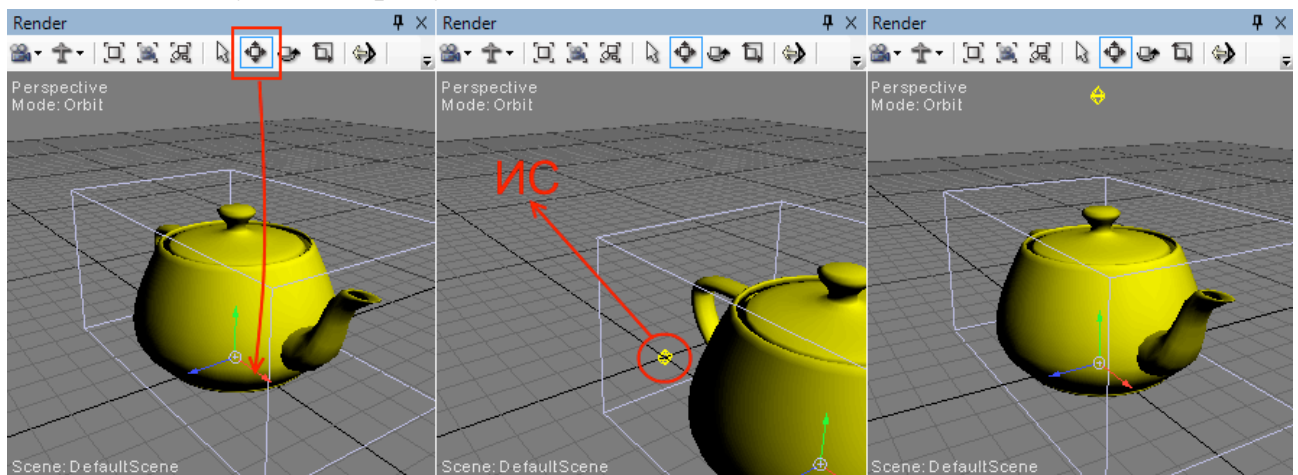 Render
Perspective
Mode: Orbit
Scene: DefaultScene
Render
Perspective
Mode: Orbit
ИС
Scene: DefaultScene
Render
Perspective
Mode: Orbit
Scene: DefaultScene